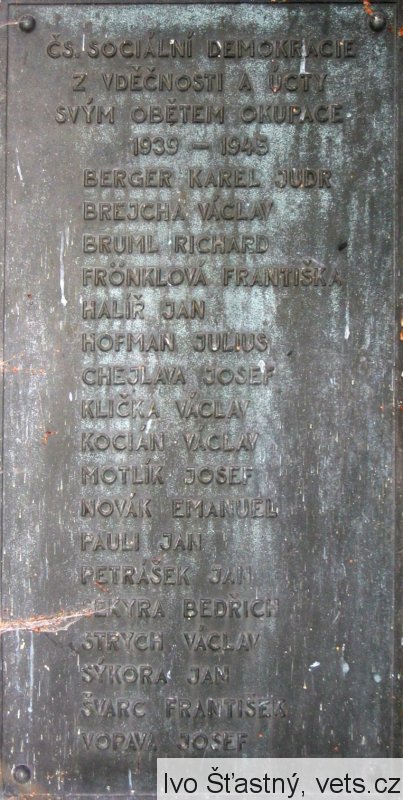 ČS. SOCIÁLNÍ DEMOKRACIE
Z VDĚČNOSTI A ÚCTY
SVÝM OBĚTEM OKUPACE
1939 – 1945
BERGER KAREL JUDR
BREJCHA VÁCLAV
BRUML RICHARD
FRÖNKLOVÁ FRANTIŠKA
HALÍŘ JAN
HOFMAN JULIUS
CHEJLAVA JOSEF
KLIČKA VÁCLAV
KOCIAN VÁCLAV
MOTLÍK JOSEF
NOVÁK EMANUEL
PAULI JAN
PETRÁŠEK JAN
SEKYRA BEDŘICH
STRYCH VÁCLAV
SÝKORA JAN
ŠVARC FRANTIŠEK
VOPAVA JOSEF
Ivo Šťastný, vets.cz